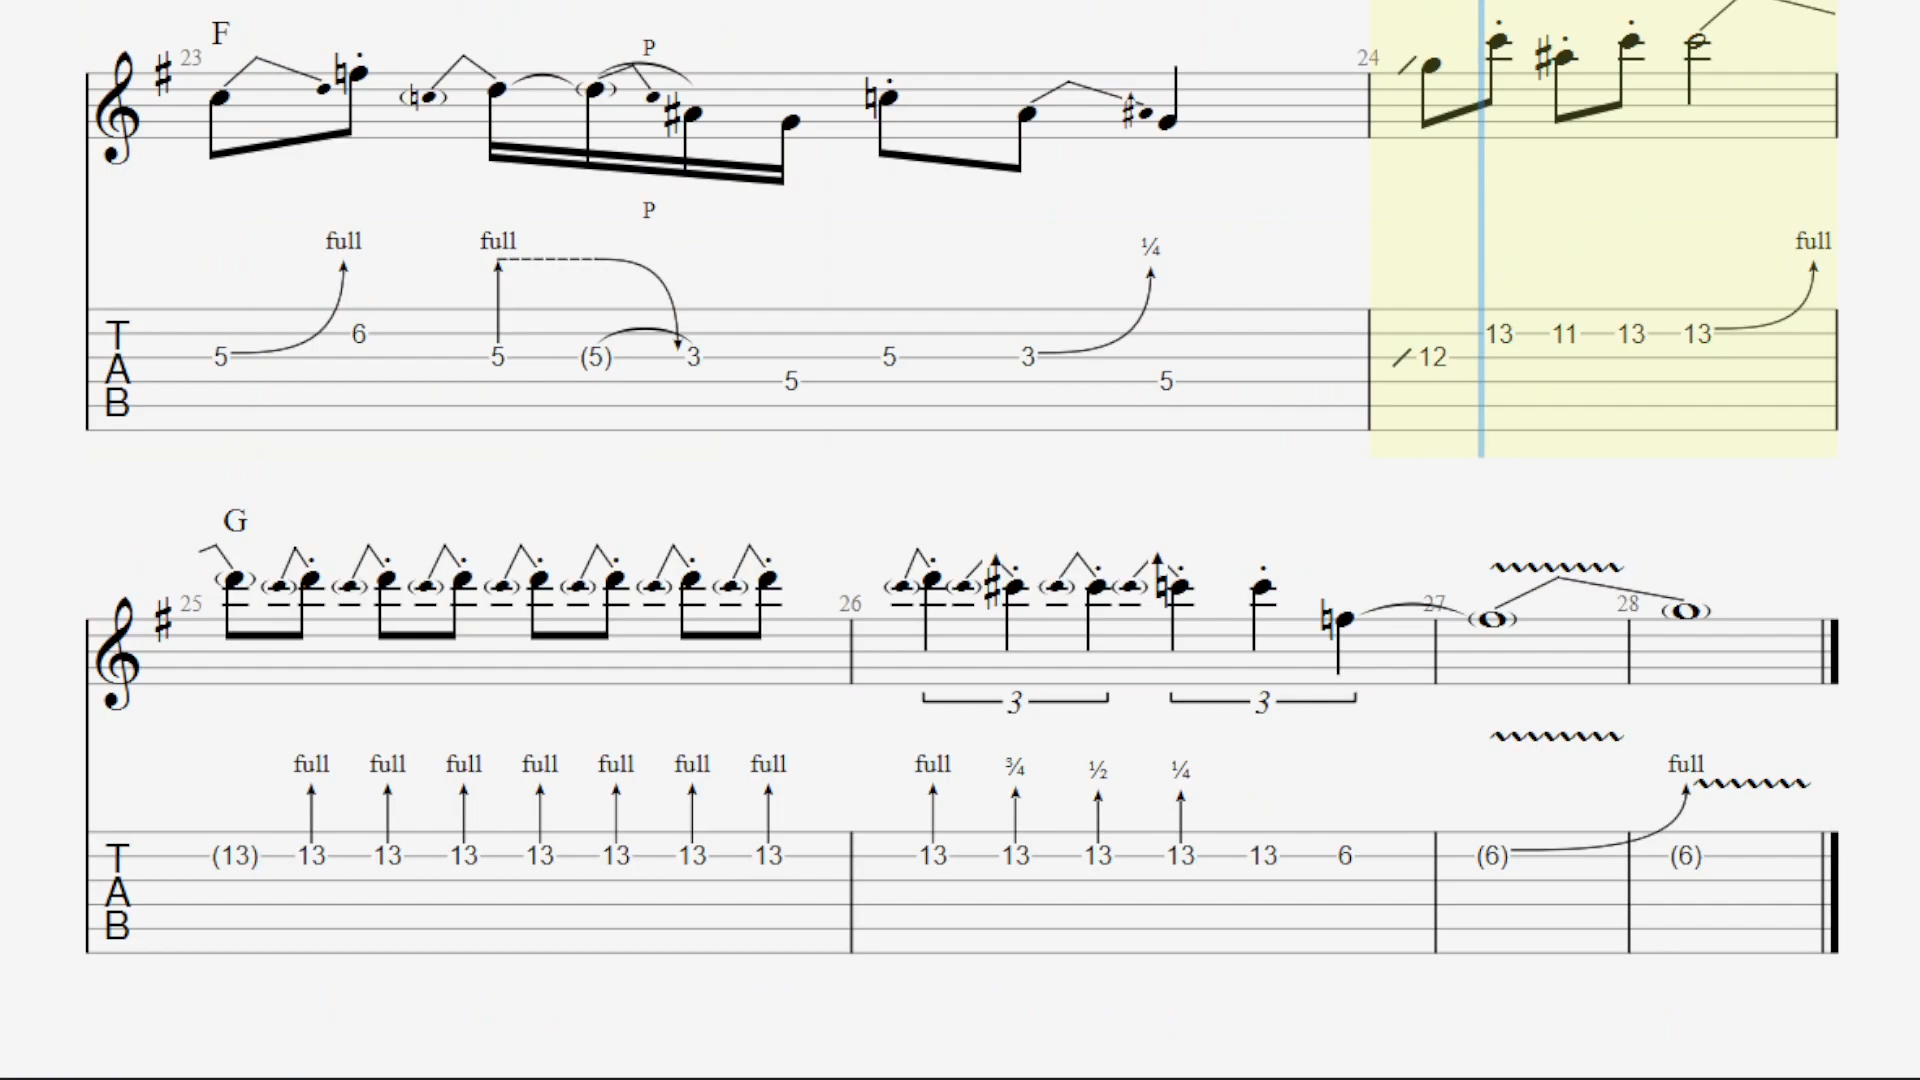 F
23 P 24
P
full full ¼ full
6 13 11 13 13
T 5 5 (5) 3 5 3 12
A 5 5
B
G
25 26 27 28
3 3
full full full full full full full full ¾ ½ ¼ full
T (13) 13 13 13 13 13 13 13 13 13 13 13 13 6 (6) (6)
A
B